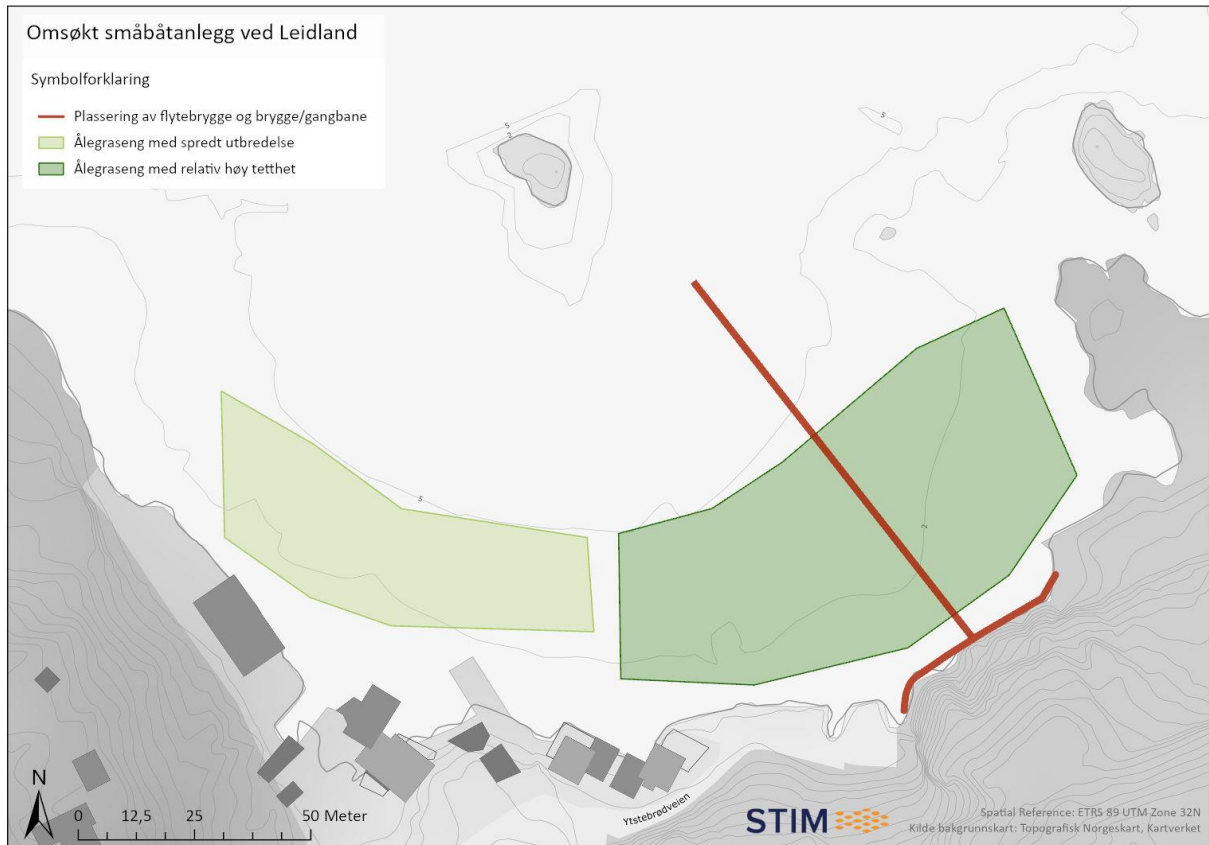 Omsøkt småbåtanlegg ved Leidland
Symbolforklaring
Plassering av flytebrygge og brygge/gangbane
Ålegraseng med spredt utbredelse
Ålegraseng med relativ høy tetthet
5
3
5
5
2
N
0 12,5 25 50 Meter
Ytstebrødveien
STIM
Spatial Reference: ETRS 89 UTM-Zone 32N
Kilde bakgrunnskart: Topografisk Norgeskart, Kartverket